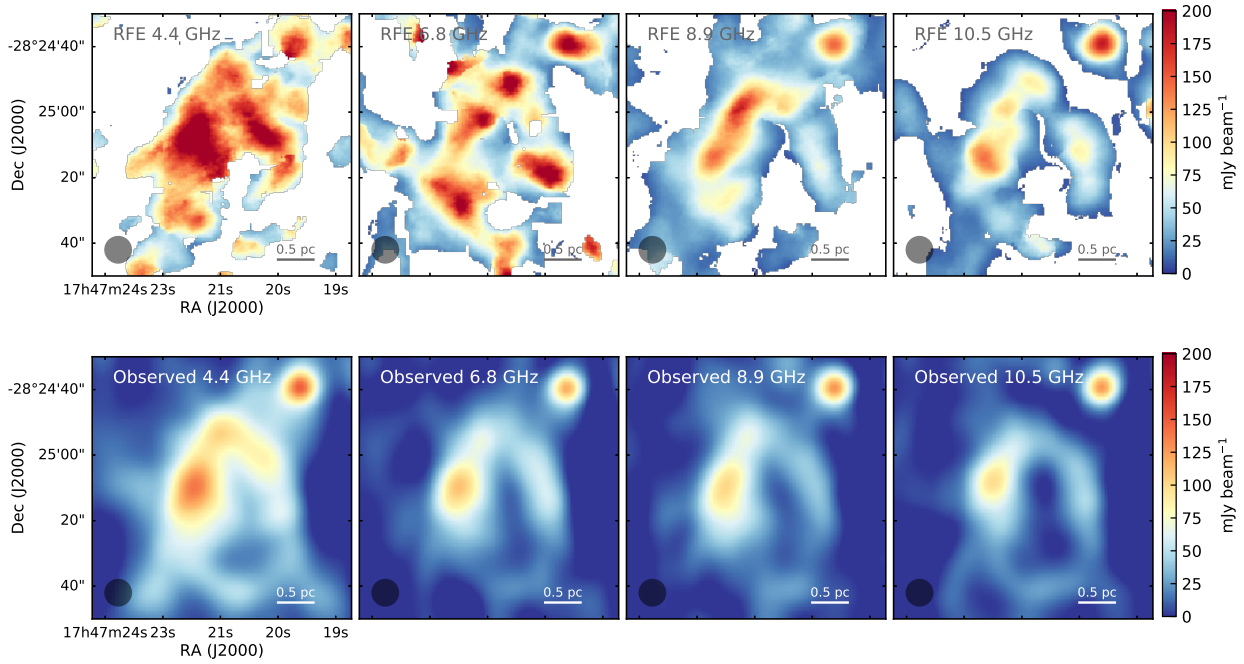 RFE 4.4 GHz
RFE 6.8 GHz
RFE 8.9 GHz
RFE 10.5 GHz
-28°24'40"
25'00"
20"
40"
Dec (J2000)
0.5 pc
0.5 pc
0.5 pc
0.5 pc
17h47m24s 23s 21s 20s 19s
RA (J2000)
200
175
150
125
100
75
50
25
0
mJy beam⁻¹
Observed 4.4 GHz
Observed 6.8 GHz
Observed 8.9 GHz
Observed 10.5 GHz
-28°24'40"
25'00"
20"
40"
Dec (J2000)
0.5 pc
0.5 pc
0.5 pc
0.5 pc
17h47m24s 23s 21s 20s 19s
RA (J2000)
200
175
150
125
100
75
50
25
0
mJy beam⁻¹